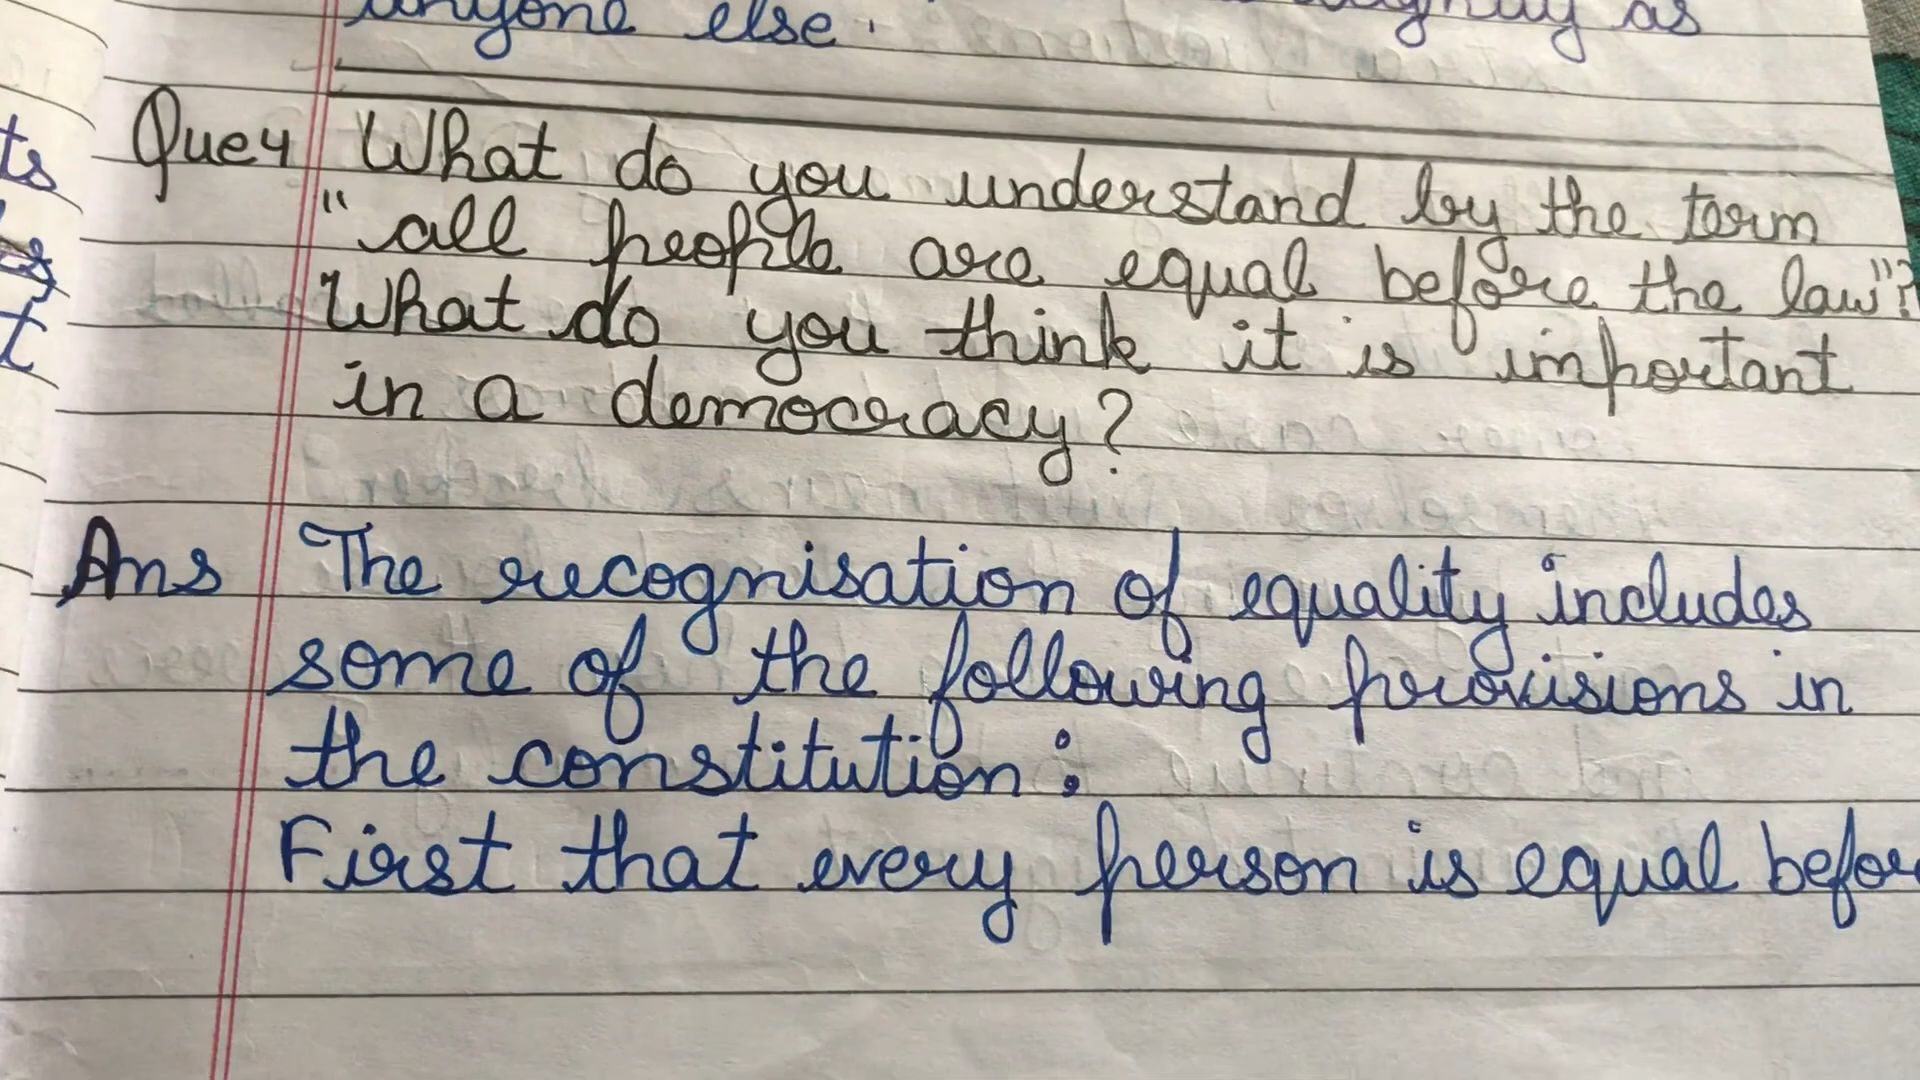 anyone else. as
Que4 What do you understand by the term
"all people are equal before the law"?
What do you think it is important
in a democracy?
Ans The recognisation of equality includes
some of the following provisions in
the constitution:
First that every person is equal before